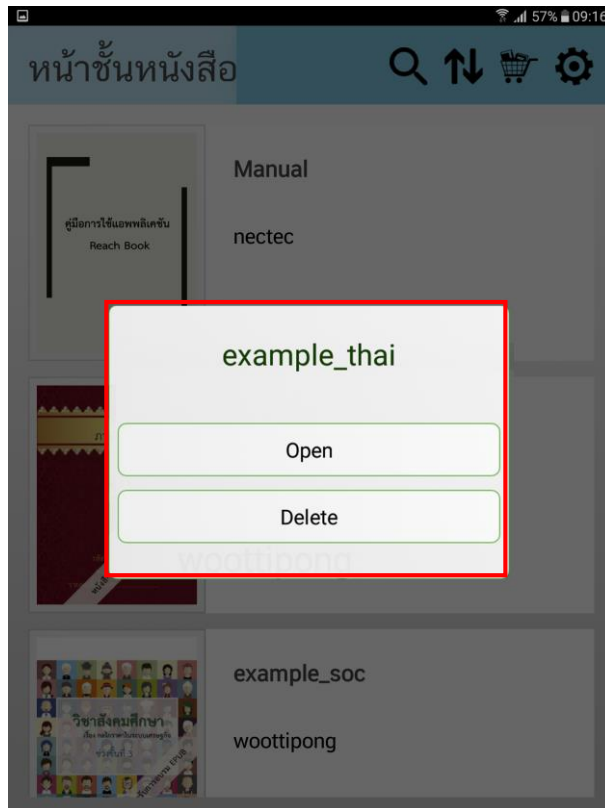 57% 09:16
หน้าชั้นหนังสือ
Manual
คู่มือการใช้แอพพลิเคชัน
Reach Book
nectec
example_thai
Open
Delete
woottipong
example_soc
วิชาสังคมศึกษา
woottipong